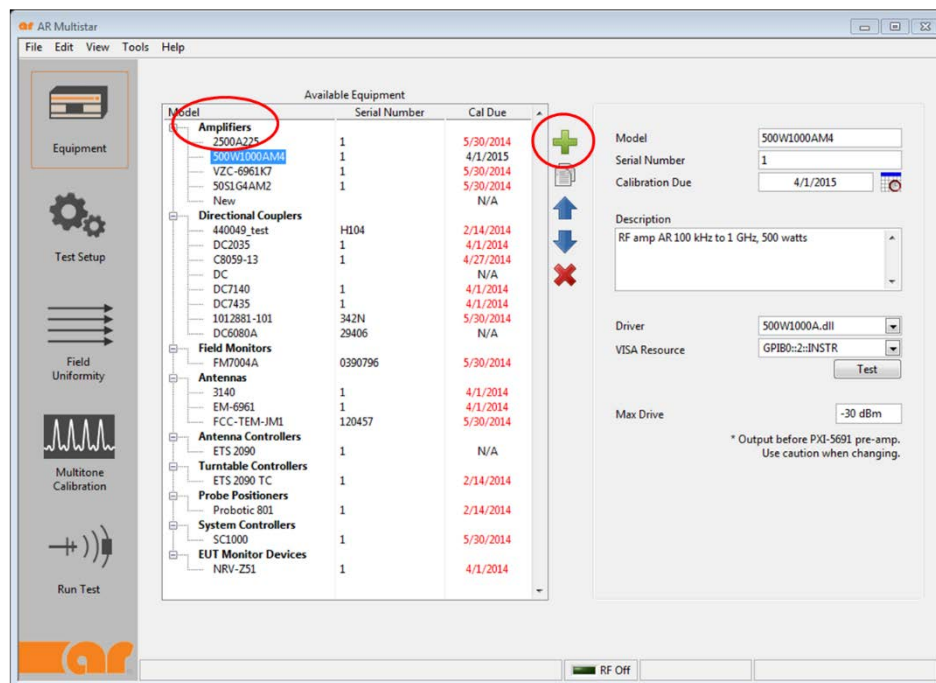 ar AR Multistar
File Edit View Tools Help
Equipment
Test Setup
Field
Uniformity
Multitone
Calibration
Run Test
ar
Available Equipment
Model Serial Number Cal Due
Amplifiers
2500A225 1 5/30/2014
500W1000AM4 1 4/1/2015
VZC-6961K7 1 5/30/2014
50S1G4AM2 1 5/30/2014
New N/A
Directional Couplers
440049_test H104 2/14/2014
DC2035 1 4/1/2014
C8059-13 1 4/27/2014
DC N/A
DC7140 1 4/1/2014
DC7435 1 4/1/2014
1012881-101 342N 5/30/2014
DC6080A 29406 N/A
Field Monitors
FM7004A 0390796 5/30/2014
Antennas
3140 1 4/1/2014
EM-6961 1 4/1/2014
FCC-TEM-JM1 120457 5/30/2014
Antenna Controllers
ETS 2090 1 N/A
Turntable Controllers
ETS 2090 TC 1 2/14/2014
Probe Positioners
Probotic 801 1 2/14/2014
System Controllers
SC1000 1 5/30/2014
EUT Monitor Devices
NRV-Z51 1 4/1/2014
Model 500W1000AM4
Serial Number 1
Calibration Due 4/1/2015
Description
RF amp AR 100 kHz to 1 GHz, 500 watts
Driver 500W1000A.dll
VISA Resource GPIB0::2::INSTR
Test
Max Drive -30 dBm
* Output before PXI-5691 pre-amp.
Use caution when changing.
RF Off